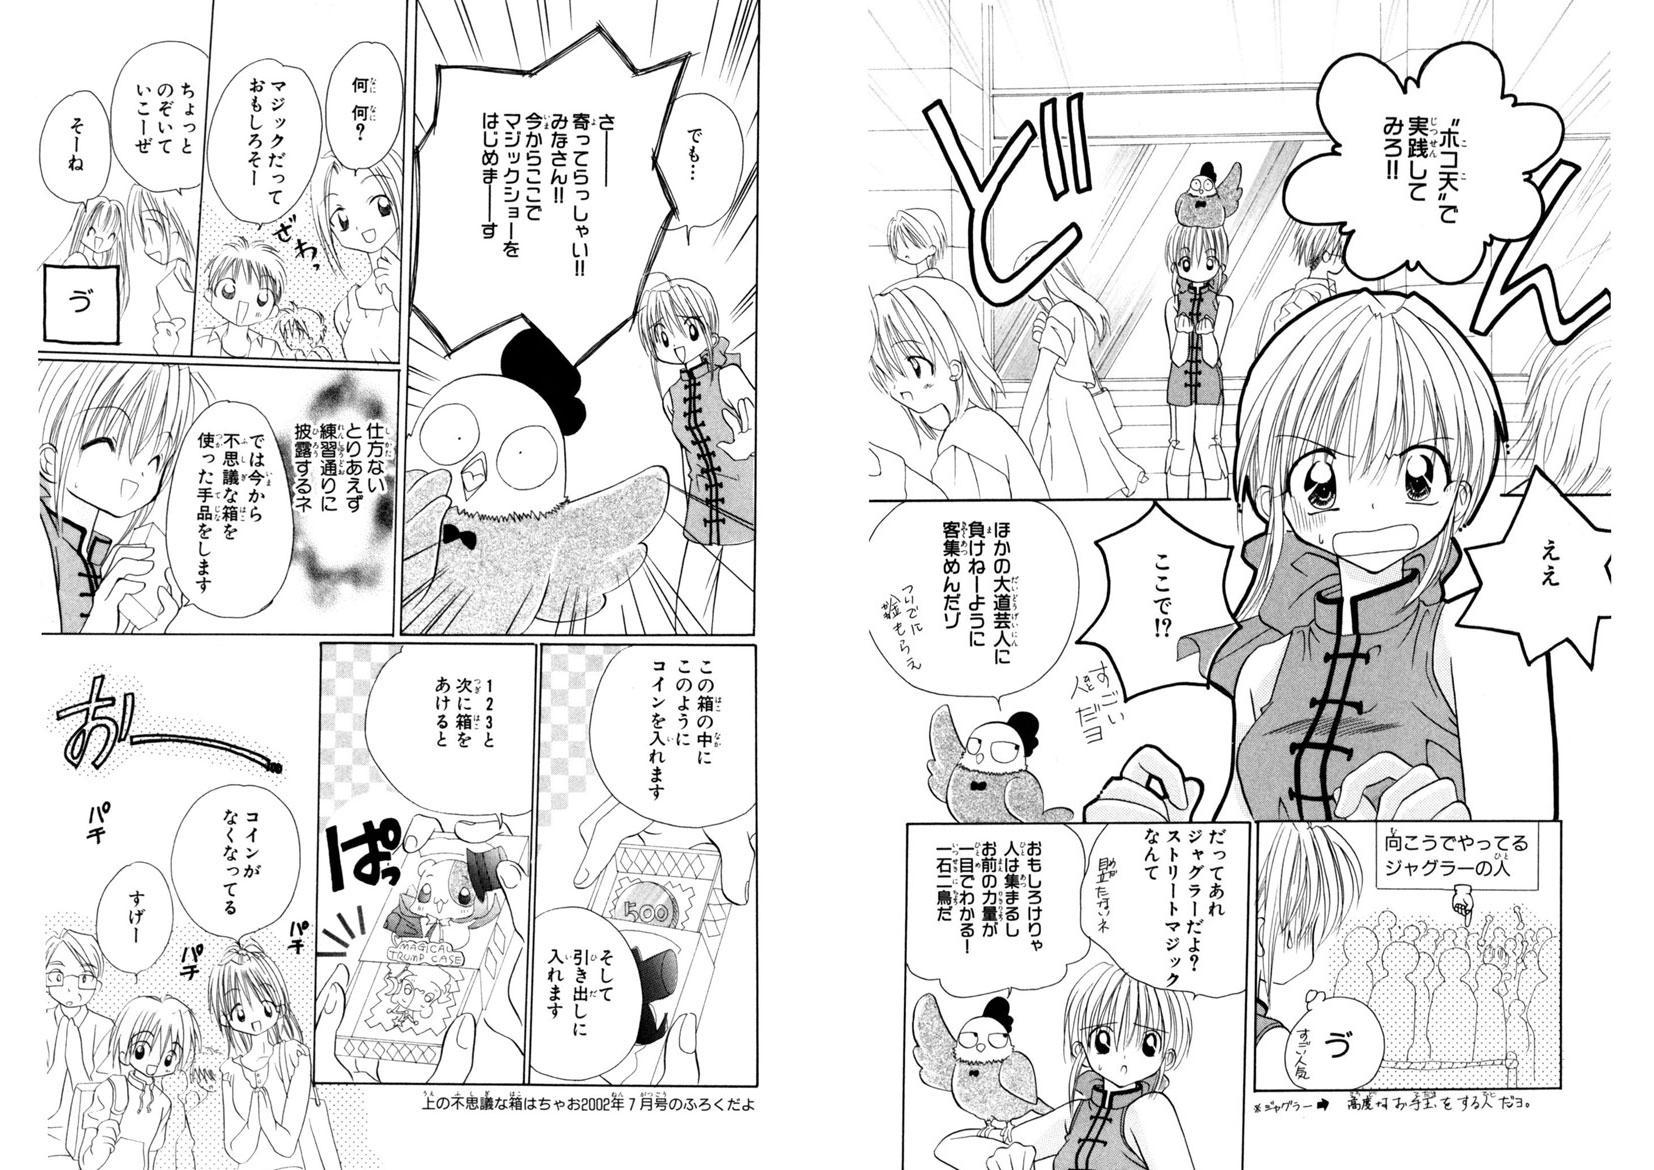 “ホコ天”で
実践して
みろ!!
ビ
ん
ええ
ここで!?
すごい
人だヨ
ほかの大道芸人に
負けねーように
客集めんだゾ
ついでに
金もらえ
向こうでやってる
ジャグラーの人
ゔ
すごい人気
※ジャグラー➡高度なお手玉をする人だヨ。
だってあれ
ジャグラーだよ?
ストリートマジック
なんて
目立たないネ
おもしろけりゃ
人は集まるし
お前の力量が
一目でわかる!
一石二鳥だ
でも…
さーー
寄ってらっしゃい!!
みなさん!!
今からここで
マジックショーを
はじめまーーす
何何?
マジックだって
おもしろそー
ざわっ
ちょっと
のぞいて
いこーぜ
そーね
ゔ
仕方ない
とりあえず
練習通りに
披露するネ
では今から
不思議な箱を
使った手品をします
この箱の中に
このように
コインを入れます
500
そして
引き出しに
入れます
123と
次に箱を
あけると
ぱっ
MAGICAL
TRUMP CASE
おー
コインが
なくなってる
パチ
パチ
パチ
すげー
上の不思議な箱はちゃお2002年7月号のふろくだよ